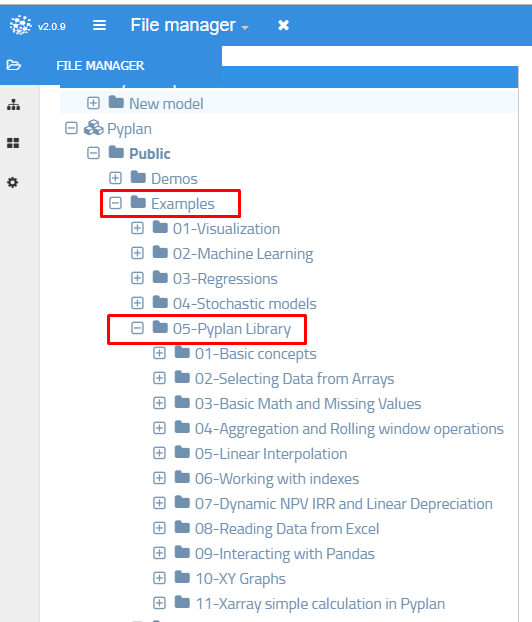 v2.0.9 File manager
FILE MANAGER
New model
Pyplan
Public
Demos
Examples
01-Visualization
02-Machine Learning
03-Regressions
04-Stochastic models
05-Pyplan Library
01-Basic concepts
02-Selecting Data from Arrays
03-Basic Math and Missing Values
04-Aggregation and Rolling window operations
05-Linear Interpolation
06-Working with indexes
07-Dynamic NPV IRR and Linear Depreciation
08-Reading Data from Excel
09-Interacting with Pandas
10-XY Graphs
11-Xarray simple calculation in Pyplan